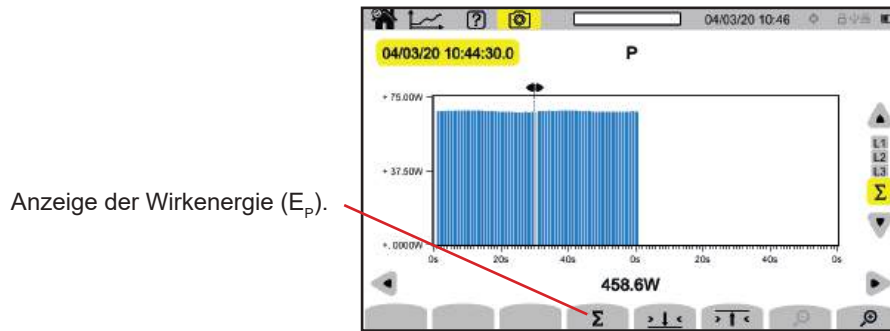 04/03/20 10:46
04/03/20 10:44:30.0 P
+ 75.00W
+ 37.50W
+. 0000W
0s 20s 40s 0s 20s 40s 0s
L1
L2
L3
Σ
458.6W
Σ
Anzeige der Wirkenergie (E_P).